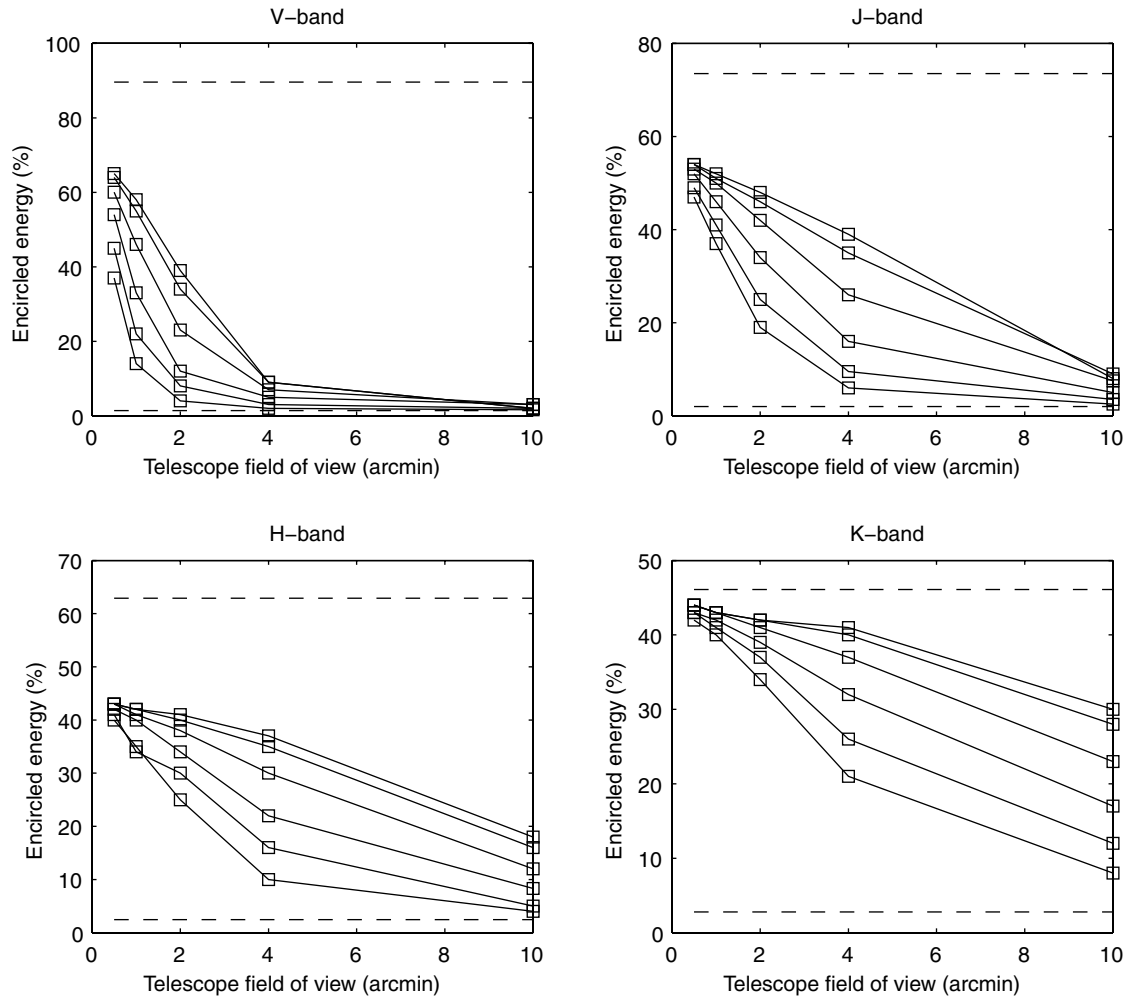 V−band
100
80
60
40
20
0
Encircled energy (%)
0 2 4 6 8 10
Telescope field of view (arcmin)
J−band
80
60
40
20
0
Encircled energy (%)
0 2 4 6 8 10
Telescope field of view (arcmin)
H−band
70
60
50
40
30
20
10
0
Encircled energy (%)
0 2 4 6 8 10
Telescope field of view (arcmin)
K−band
50
40
30
20
10
0
Encircled energy (%)
0 2 4 6 8 10
Telescope field of view (arcmin)